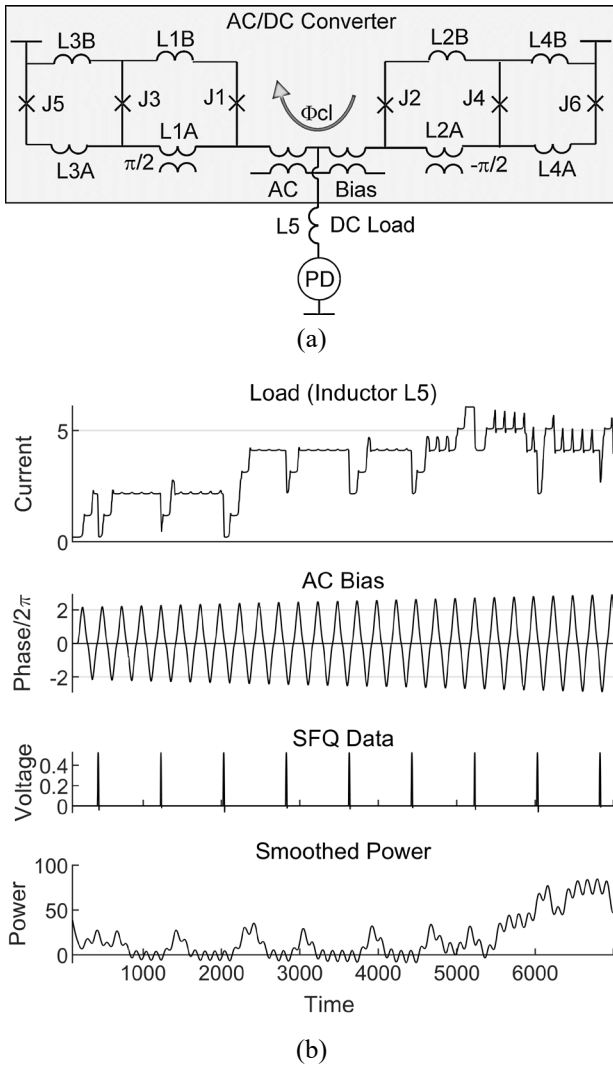 AC/DC Converter
L3B L1B L2B L4B
J5 J3 J1 Φcl J2 J4 J6
L1A L2A
L3A π/2 -π/2 L4A
AC Bias
L5 DC Load
PD
(a)
Load (Inductor L5)
Current
5
0
AC Bias
Phase/2π
2
0
-2
SFQ Data
Voltage
0.4
0.2
0
Smoothed Power
Power
100
50
0
1000 2000 3000 4000 5000 6000
Time
(b)